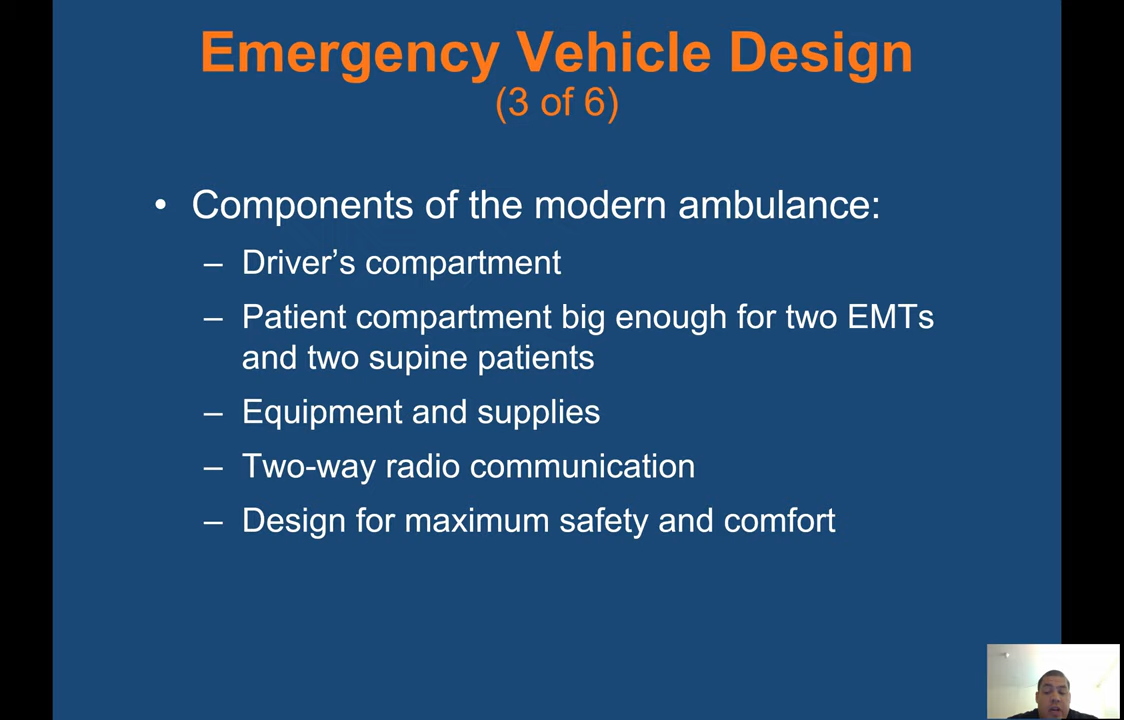 Emergency Vehicle Design
(3 of 6)
• Components of the modern ambulance:
– Driver’s compartment
– Patient compartment big enough for two EMTs
and two supine patients
– Equipment and supplies
– Two-way radio communication
– Design for maximum safety and comfort